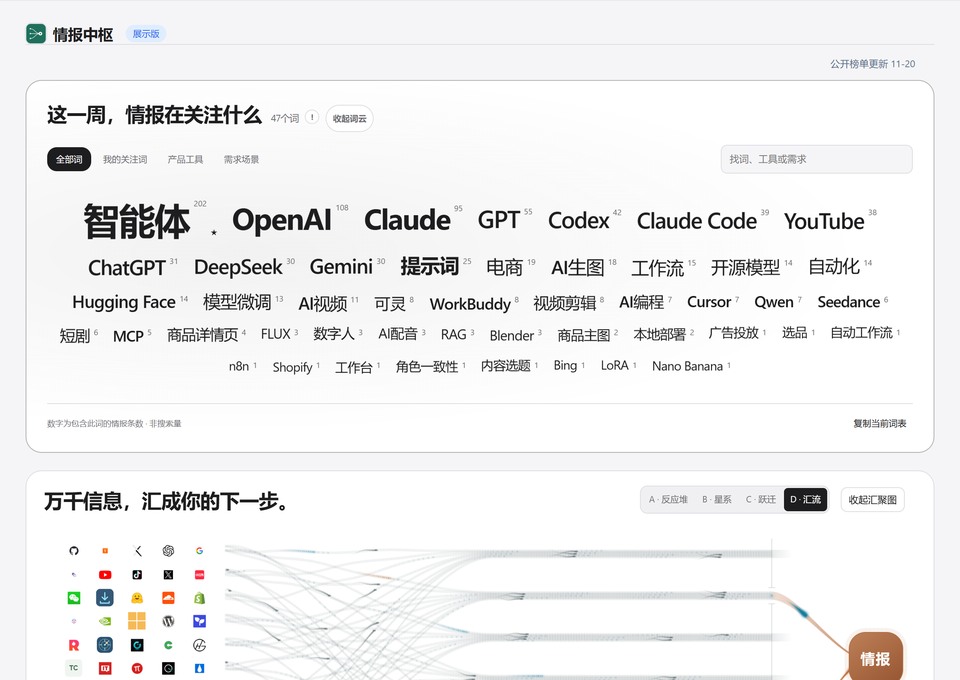 情报中枢 展示版
公开榜单更新 11-20
这一周，情报在关注什么 47个词 ! 收起词云
全部词 我的关注词 产品工具 需求场景 找词、工具或需求
智能体 202 ★ OpenAI 108 Claude 95 GPT 55 Codex 42 Claude Code 39 YouTube 38
ChatGPT 31 DeepSeek 30 Gemini 30 提示词 25 电商 19 AI生图 18 工作流 15 开源模型 14 自动化 14
Hugging Face 14 模型微调 13 AI视频 11 可灵 8 WorkBuddy 8 视频剪辑 8 AI编程 7 Cursor 7 Qwen 7 Seedance 6
短剧 6 MCP 5 商品详情页 4 FLUX 3 数字人 3 AI配音 3 RAG 3 Blender 3 商品主图 2 本地部署 2 广告投放 1 选品 1 自动工作流 1
n8n 1 Shopify 1 工作台 1 角色一致性 1 内容选题 1 Bing 1 LoRA 1 Nano Banana 1
数字为包含此词的情报条数 · 非搜索量 复制当前词表
万千信息，汇成你的下一步。 A · 反应堆 B · 星系 C · 跃迁 D · 汇流 收起汇聚图
TC
情报